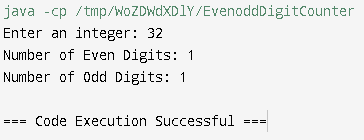 java -cp /tmp/WoZDWdXDlY/EvenoddDigitCounter
Enter an integer: 32
Number of Even Digits: 1
Number of Odd Digits: 1
=== Code Execution Successful ===